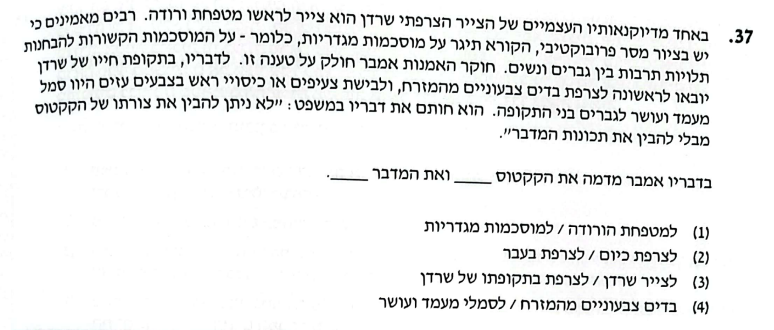 37. באחד מדיוקנאותיו העצמיים של הצייר הצרפתי שרדן הוא צייר לראשו מטפחת ורודה. רבים מאמינים כי
יש בציור מסר פרובוקטיבי, הקורא תיגר על מוסכמות מגדריות, כלומר - על המוסכמות הקשורות להבחנות
תלויות תרבות בין גברים ונשים. חוקר האמנות אמבר חולק על טענה זו. לדבריו, בתקופת חייו של שרדן
יובאו לראשונה לצרפת בדים צבעוניים מהמזרח, ולבישת צעיפים או כיסויי ראש בצבעים עזים היוו סמל
מעמד ועושר לגברים בני התקופה. הוא חותם את דבריו במשפט: "לא ניתן להבין את צורתו של הקקטוס
מבלי להבין את תכונות המדבר".
בדבריו אמבר מדמה את הקקטוס _____ ואת המדבר _____.
(1) למטפחת הורודה / למוסכמות מגדריות
(2) לצרפת כיום / לצרפת בעבר
(3) לצייר שרדן / לצרפת בתקופתו של שרדן
(4) בדים צבעוניים מהמזרח / לסמלי מעמד ועושר